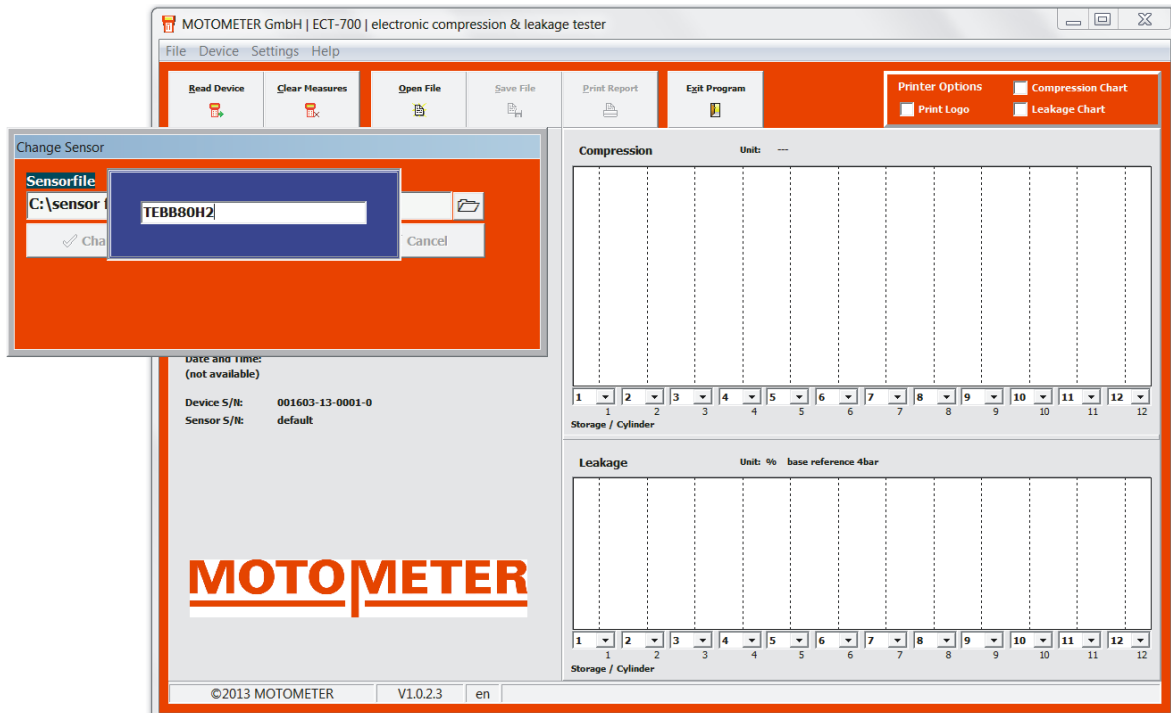 MOTOMETER GmbH | ECT-700 | electronic compression & leakage tester
File Device Settings Help
Read Device Clear Measures Open File Save File Print Report Exit Program
Printer Options Compression Chart
Print Logo Leakage Chart
Change Sensor
Sensorfile
C:\sensor f
TEBB80H2
Cha
Cancel
Date and Time:
(not available)
Device S/N: 001603-13-0001-0
Sensor S/N: default
MOTOMETER
Compression Unit: ---
1 2 3 4 5 6 7 8 9 10 11 12
1 2 3 4 5 6 7 8 9 10 11 12
Storage / Cylinder
Leakage Unit: % base reference 4bar
1 2 3 4 5 6 7 8 9 10 11 12
1 2 3 4 5 6 7 8 9 10 11 12
Storage / Cylinder
©2013 MOTOMETER V1.0.2.3 en